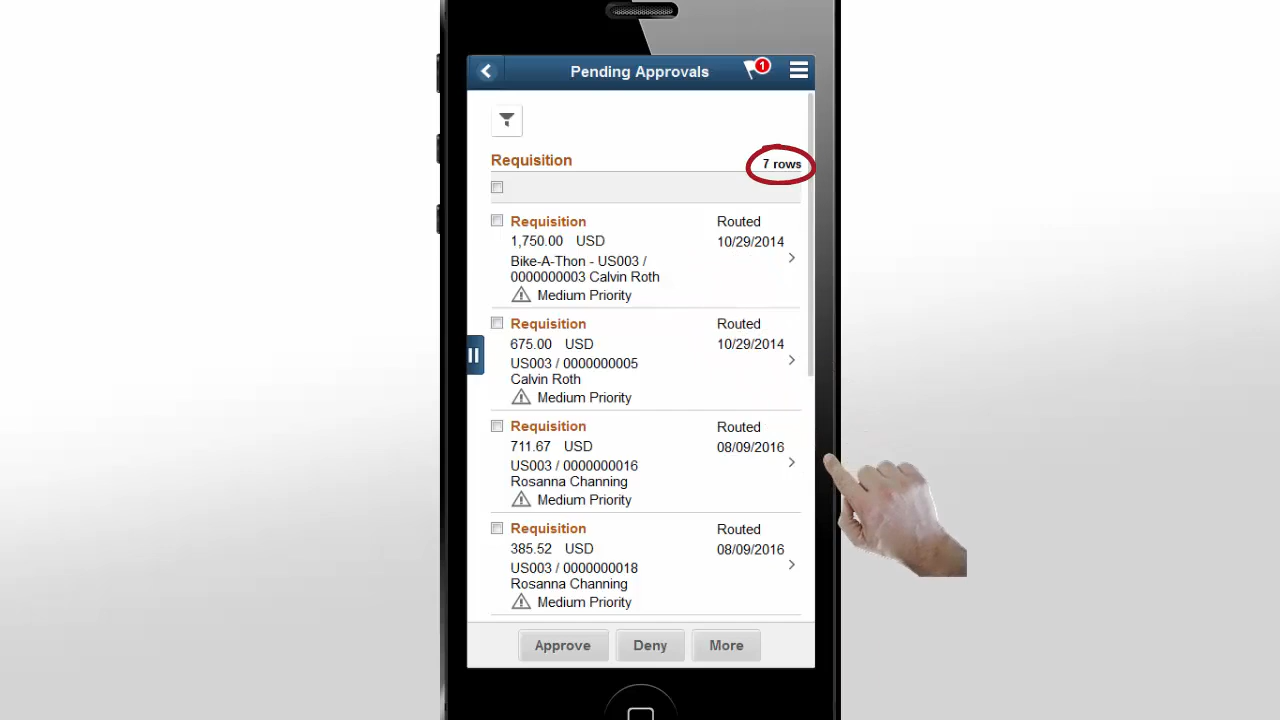 Pending Approvals 1
Requisition 7 rows
Requisition Routed
1,750.00 USD 10/29/2014
Bike-A-Thon - US003 /
0000000003 Calvin Roth
Medium Priority
Requisition Routed
675.00 USD 10/29/2014
US003 / 0000000005
Calvin Roth
Medium Priority
Requisition Routed
711.67 USD 08/09/2016
US003 / 0000000016
Rosanna Channing
Medium Priority
Requisition Routed
385.52 USD 08/09/2016
US003 / 0000000018
Rosanna Channing
Medium Priority
Approve Deny More